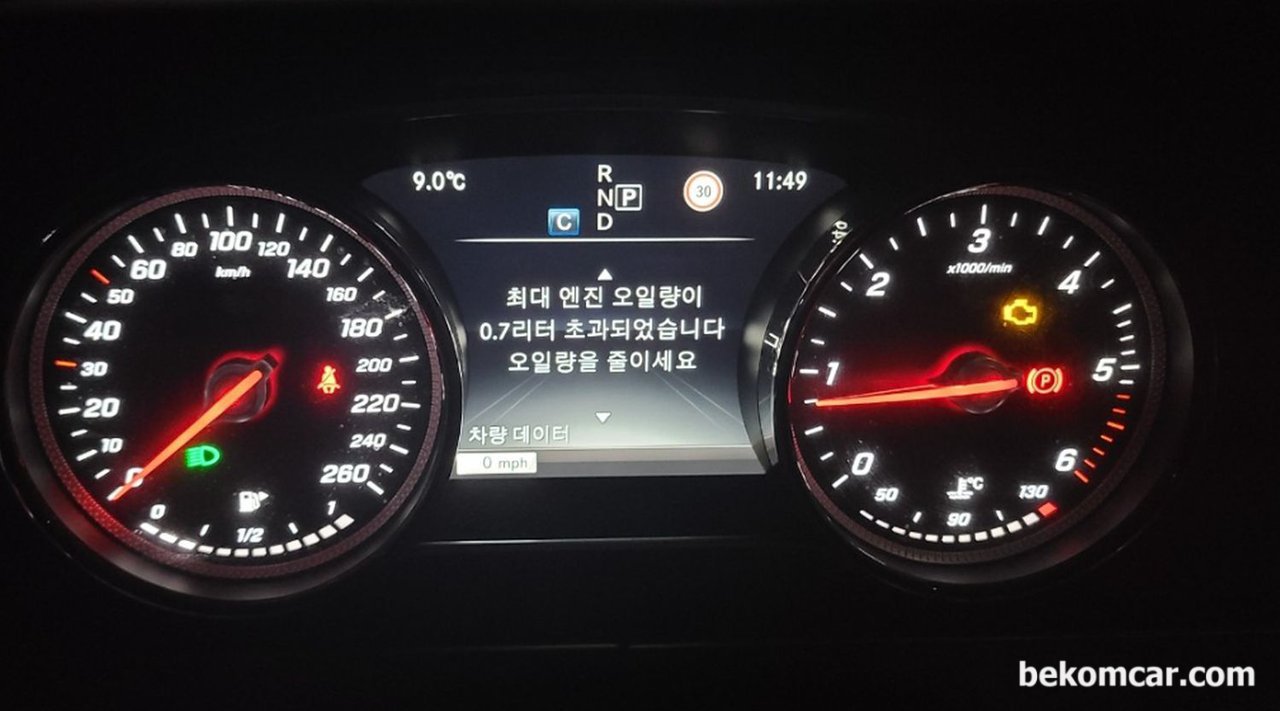 9.0℃
R
N P
C D
30
11:49
최대 엔진 오일량이
0.7리터 초과되었습니다
오일량을 줄이세요
차량 데이터
0 mph
0 10 20 30 40 50 60 80 100 120 140 160 180 200 220 240 260
km/h
0 1/2 1
0 1 2 3 4 5 6
x1000/min
P
℃
50 90 130
bekomcar.com